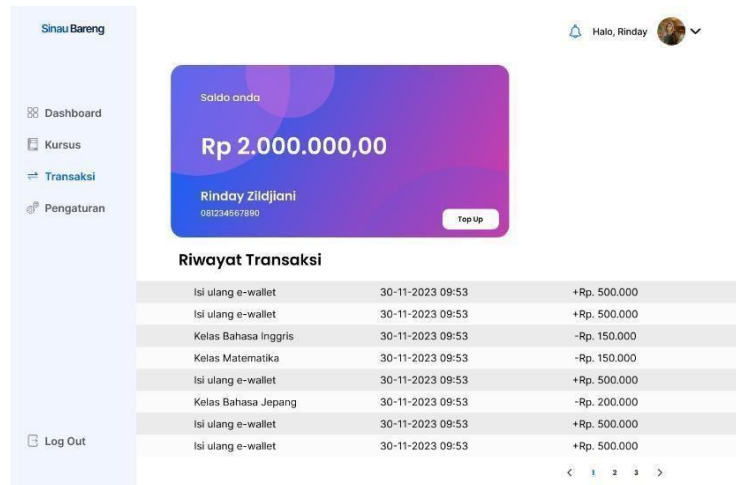 Sinau Bareng
Halo, Rinday
Dashboard
Kursus
Transaksi
Pengaturan
Log Out
Saldo anda
Rp 2.000.000,00
Rinday Zildjiani
081234567890
Top Up
Riwayat Transaksi
Isi ulang e-wallet 30-11-2023 09:53 +Rp. 500.000
Isi ulang e-wallet 30-11-2023 09:53 +Rp. 500.000
Kelas Bahasa Inggris 30-11-2023 09:53 -Rp. 150.000
Kelas Matematika 30-11-2023 09:53 -Rp. 150.000
Isi ulang e-wallet 30-11-2023 09:53 +Rp. 500.000
Kelas Bahasa Jepang 30-11-2023 09:53 -Rp. 200.000
Isi ulang e-wallet 30-11-2023 09:53 +Rp. 500.000
Isi ulang e-wallet 30-11-2023 09:53 +Rp. 500.000
< 1 2 3 >